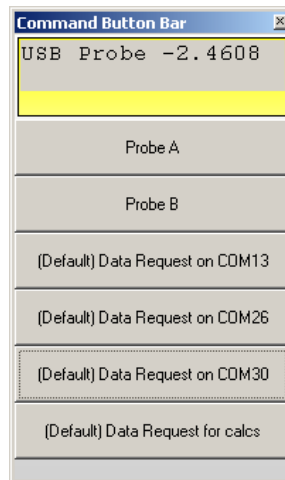 Command Button Bar
USB Probe -2.4608
Probe A
Probe B
(Default) Data Request on COM13
(Default) Data Request on COM26
(Default) Data Request on COM30
(Default) Data Request for calcs